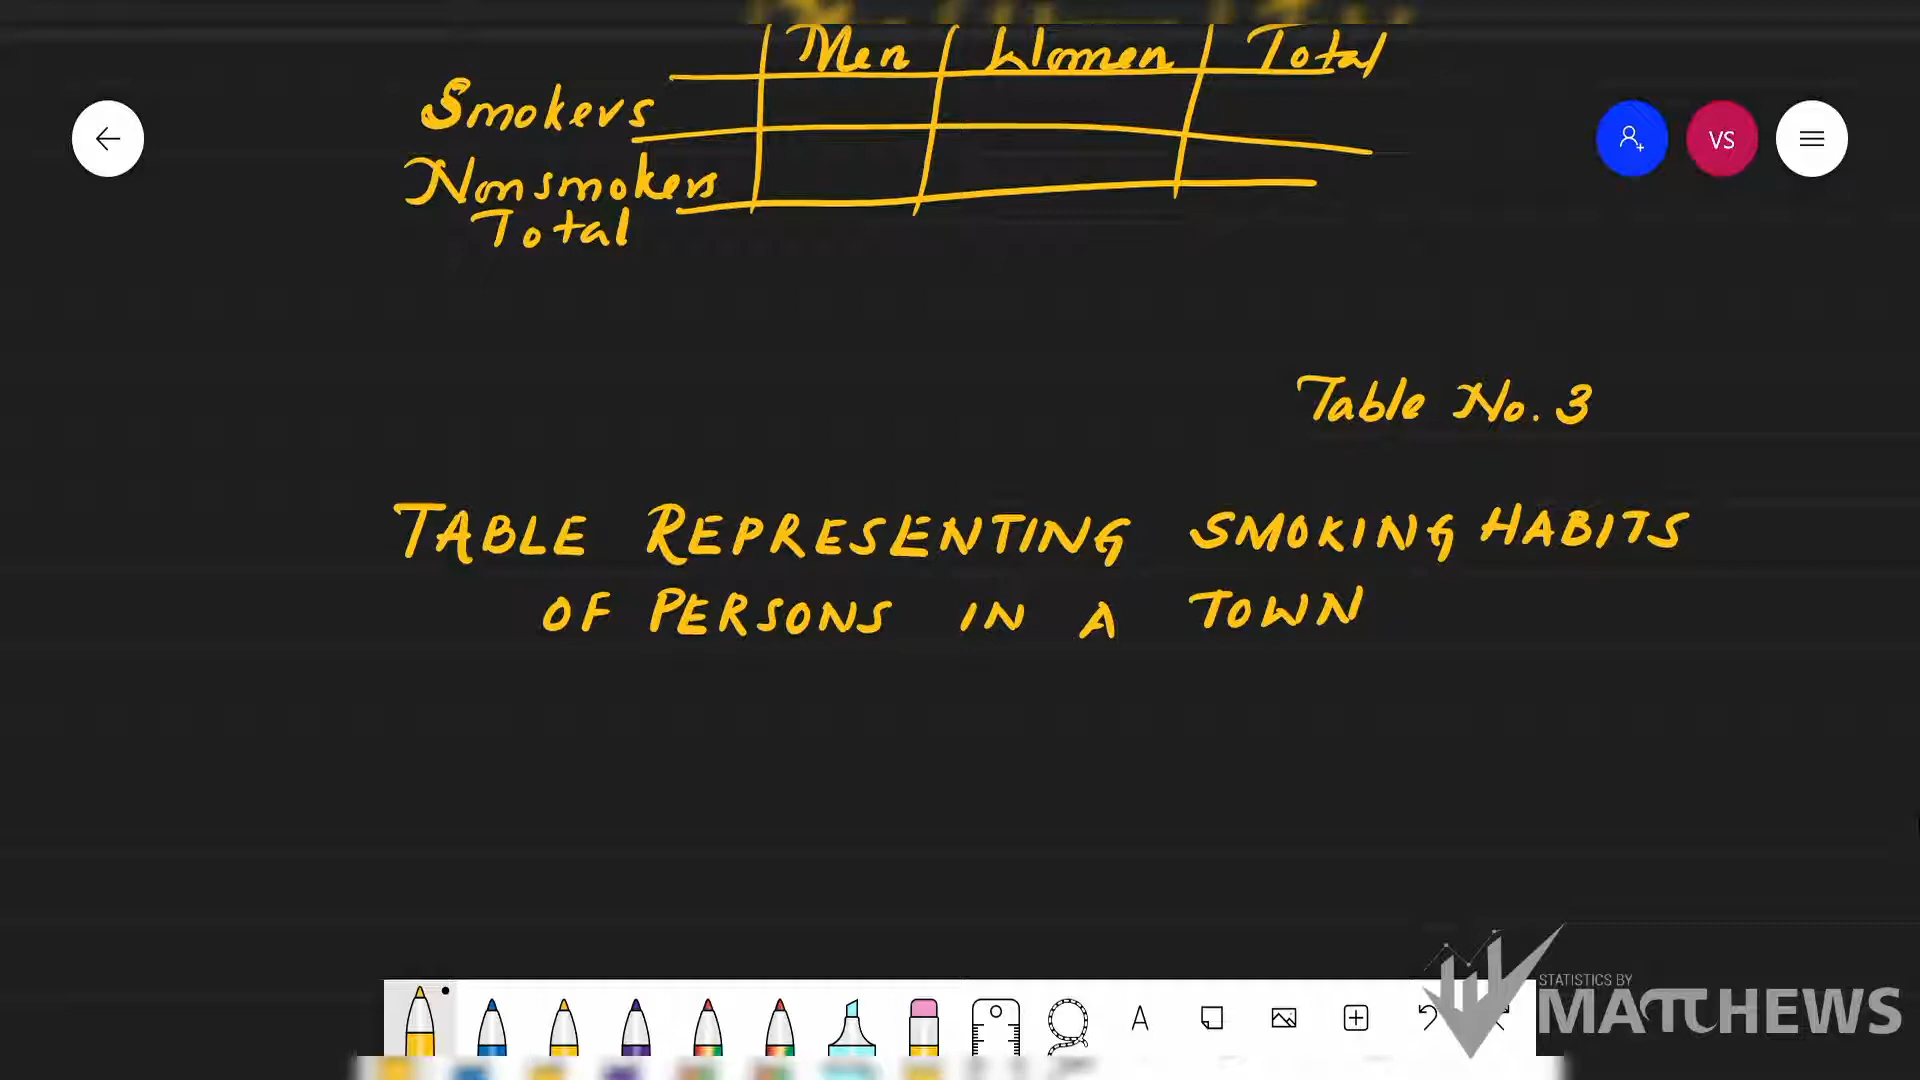 Men Women Total
Smokers
Nonsmokers
Total
Table No. 3
TABLE REPRESENTING SMOKING HABITS
OF PERSONS IN A TOWN
VS
A
STATISTICS BY
MATTHEWS